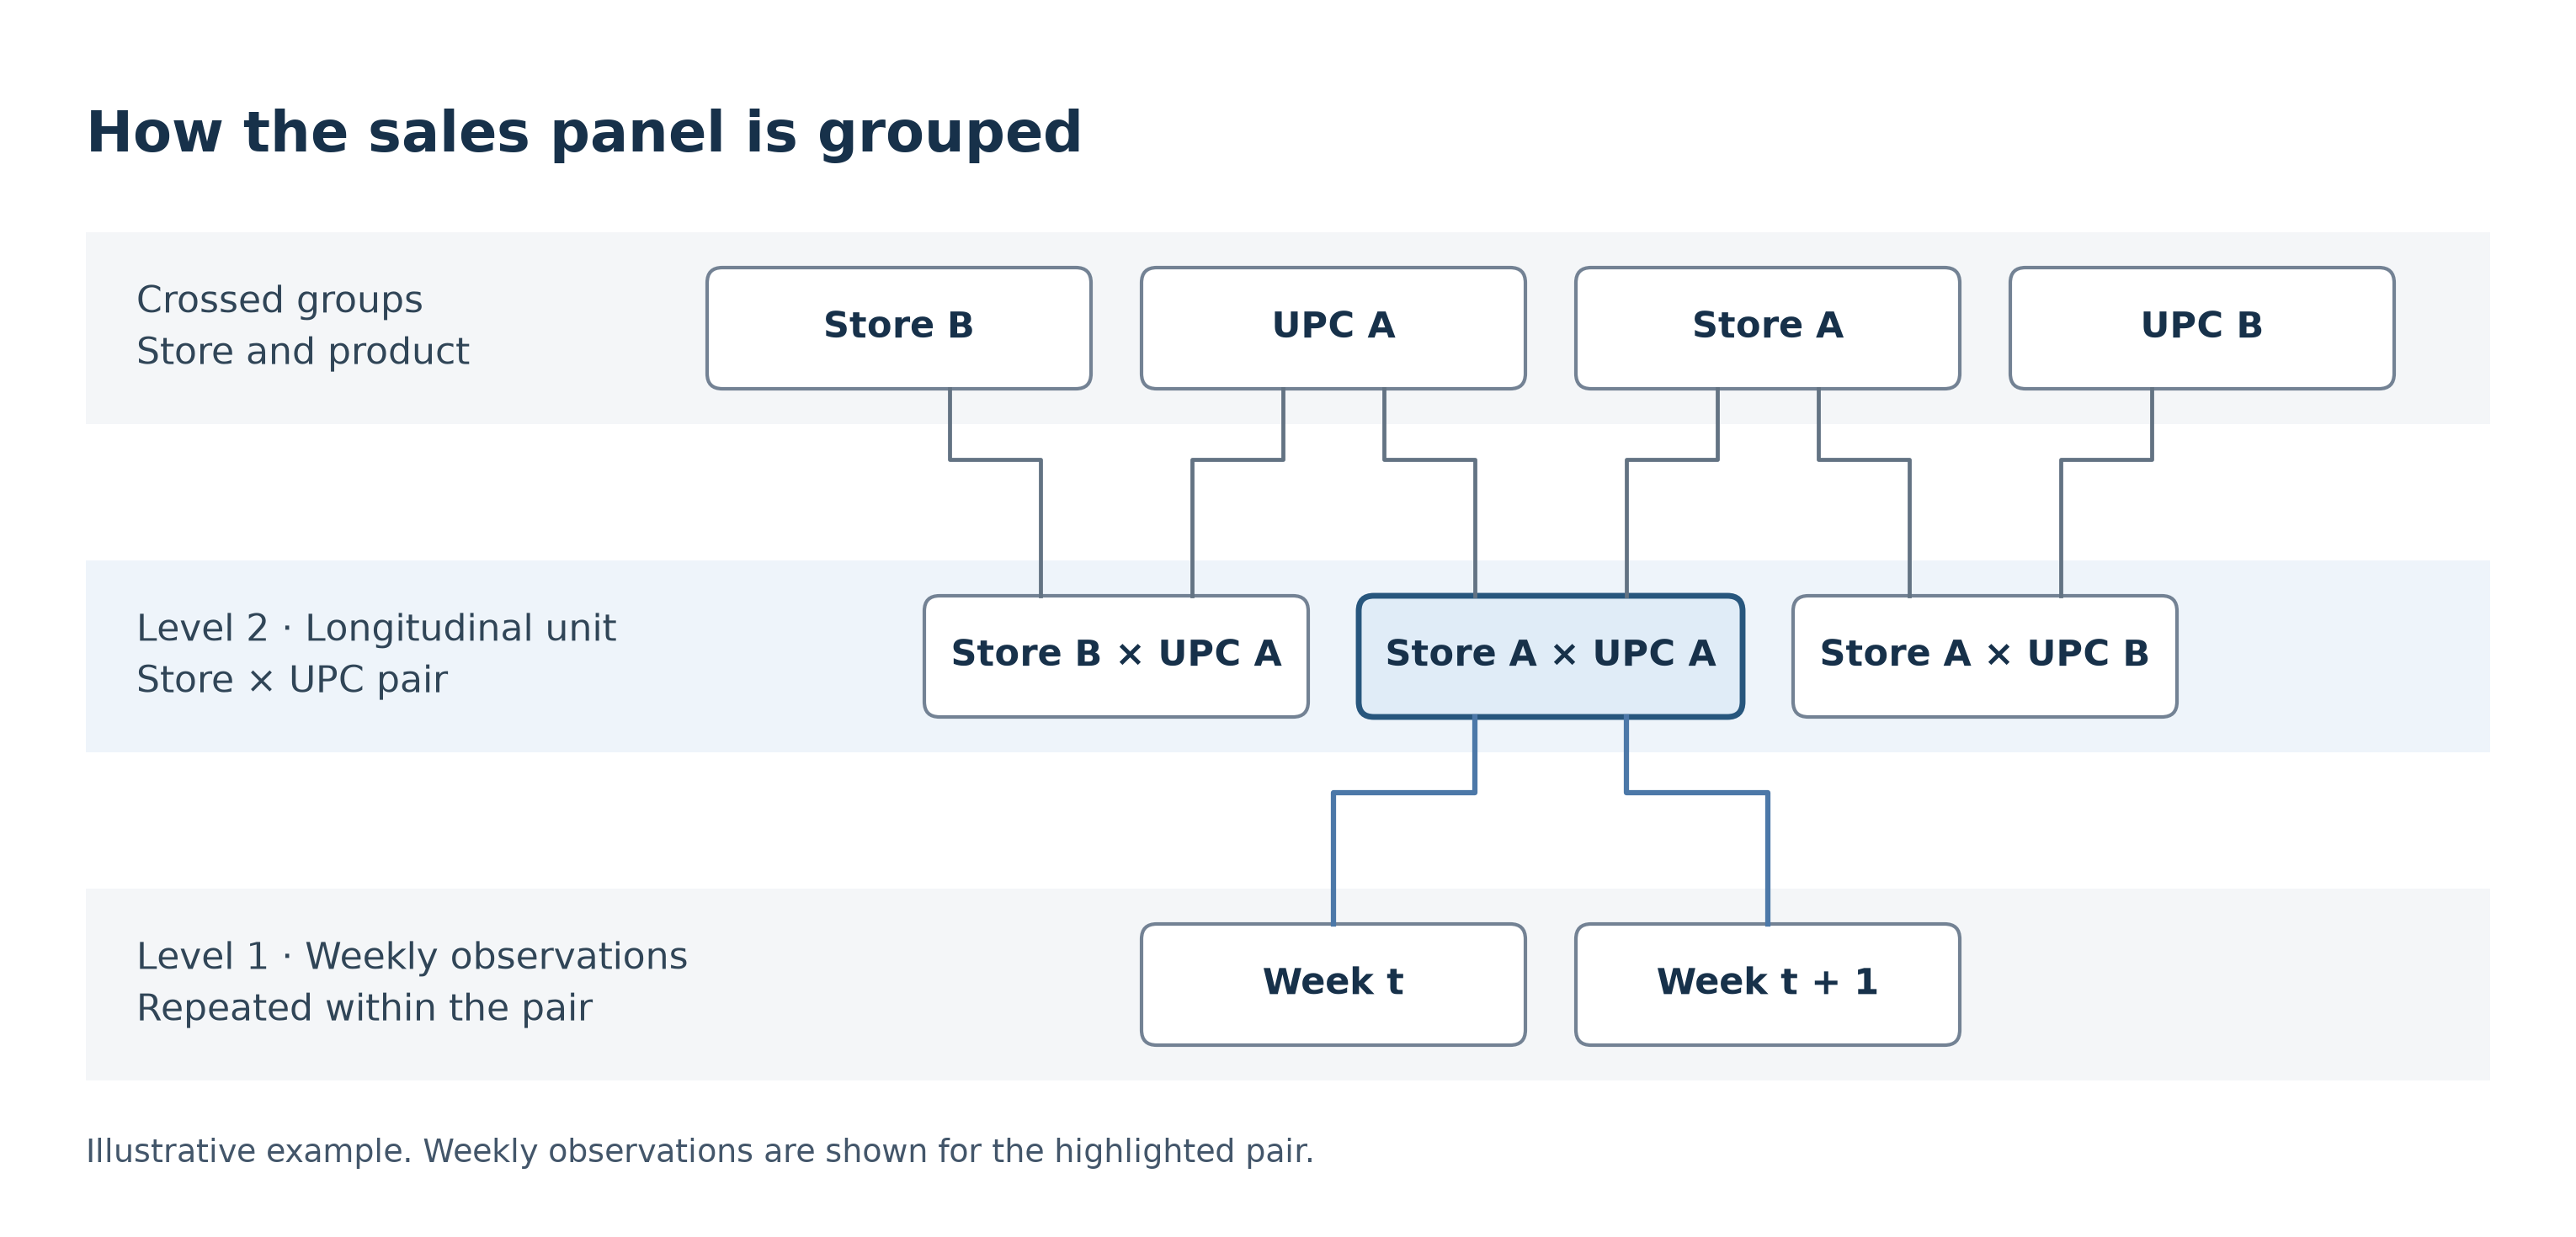 How the sales panel is grouped
Crossed groups
Store and product
Store B
UPC A
Store A
UPC B
Level 2 · Longitudinal unit
Store × UPC pair
Store B × UPC A
Store A × UPC A
Store A × UPC B
Level 1 · Weekly observations
Repeated within the pair
Week t
Week t + 1
Illustrative example. Weekly observations are shown for the highlighted pair.